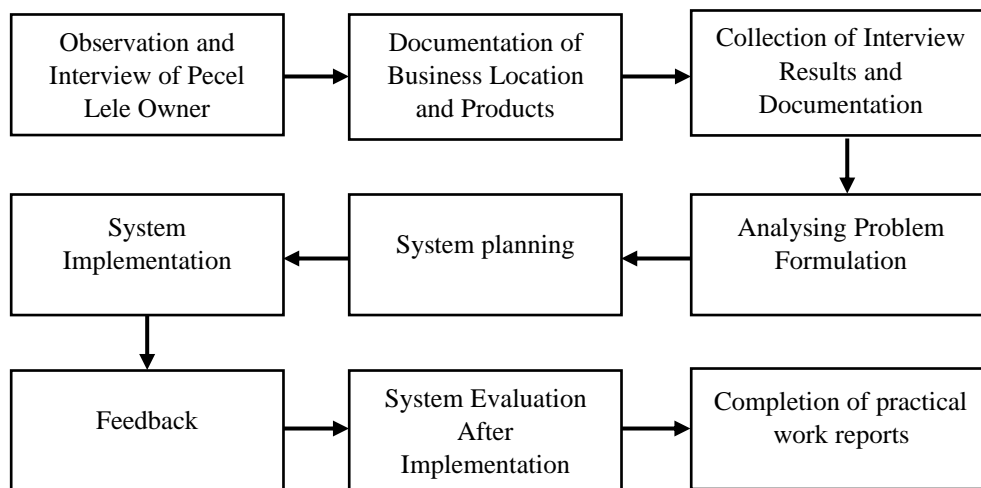 Observation and
Interview of Pecel
Lele Owner
Documentation of
Business Location
and Products
Collection of Interview
Results and
Documentation
Analysing Problem
Formulation
System planning
System
Implementation
Feedback
System Evaluation
After
Implementation
Completion of practical
work reports